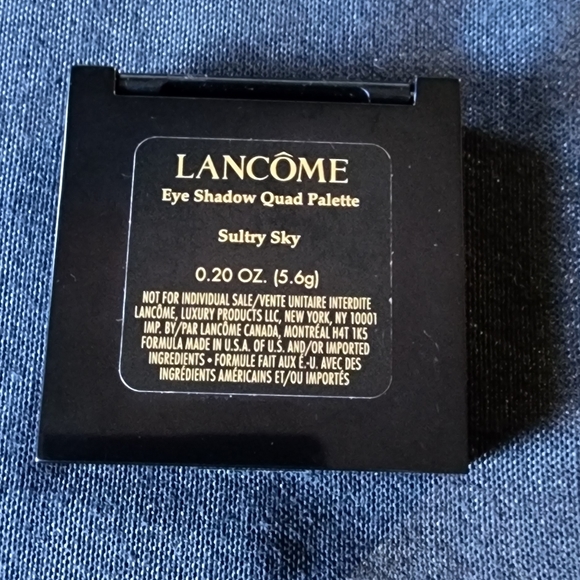 LANCÔME
Eye Shadow Quad Palette
Sultry Sky
0.20 OZ. (5.6g)
NOT FOR INDIVIDUAL SALE/VENTE UNITAIRE INTERDITE
LANCÔME, LUXURY PRODUCTS LLC, NEW YORK, NY 10001
IMP. BY/PAR LANCÔME CANADA, MONTRÉAL H4T 1K5
FORMULA MADE IN U.S.A. OF U.S. AND/OR IMPORTED
INGREDIENTS • FORMULE FAIT AUX É.-U. AVEC DES
INGRÉDIENTS AMÉRICAINS ET/OU IMPORTÉS